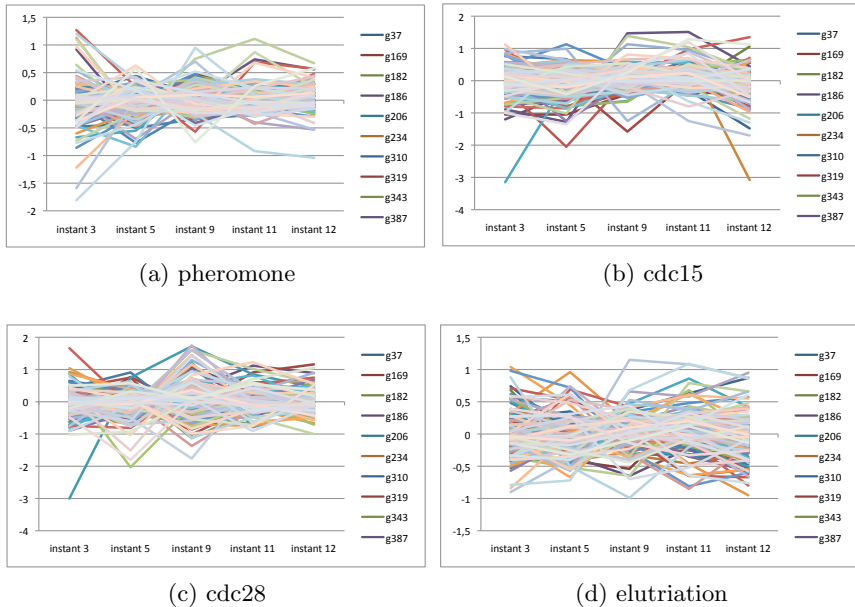 1,5
1
0,5
0
-0,5
-1
-1,5
-2
instant 3 instant 5 instant 9 instant 11 instant 12
g37
g169
g182
g186
g206
g234
g310
g319
g343
g387
(a) pheromone
2
1
0
-1
-2
-3
-4
instant 3 instant 5 instant 9 instant 11 instant 12
g37
g169
g182
g186
g206
g234
g310
g319
g343
g387
(b) cdc15
2
1
0
-1
-2
-3
-4
instant 3 instant 5 instant 9 instant 11 instant 12
g37
g169
g182
g186
g206
g234
g310
g319
g343
g387
(c) cdc28
1,5
1
0,5
0
-0,5
-1
-1,5
instant 3 instant 5 instant 9 instant 11 instant 12
g37
g169
g182
g186
g206
g234
g310
g319
g343
g387
(d) elutriation